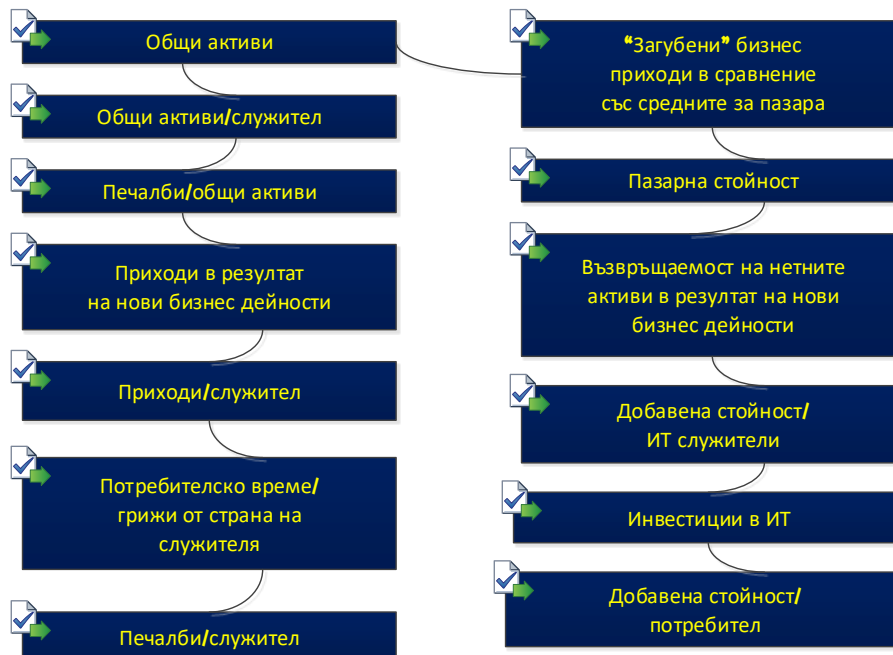 Общи активи
Общи активи/служител
Печалби/общи активи
Приходи в резултат
на нови бизнес дейности
Приходи/служител
Потребителско време/
грижи от страна на
служителя
Печалби/служител
“Загубени” бизнес
приходи в сравнение
със средните за пазара
Пазарна стойност
Възвръщаемост на нетните
активи в резултат на нови
бизнес дейности
Добавена стойност/
ИТ служители
Инвестиции в ИТ
Добавена стойност/
потребител